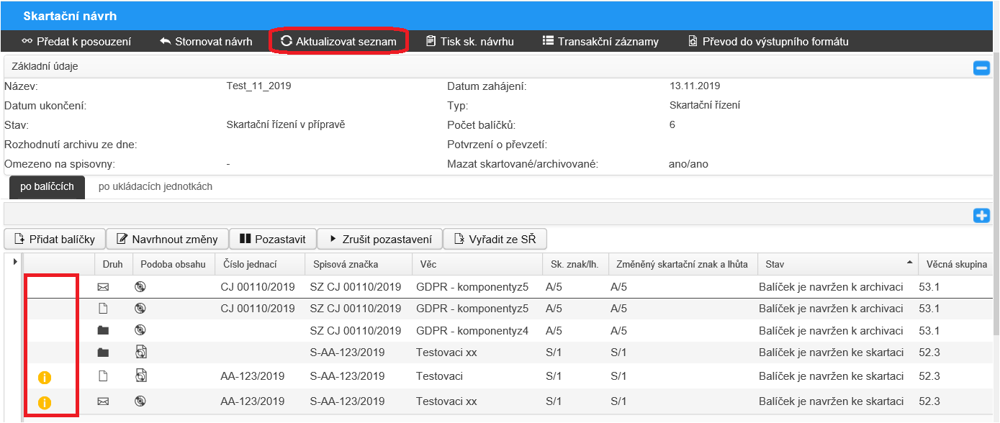 Skartační návrh
Předat k posouzení Stornovat návrh Aktualizovat seznam Tisk sk. návrhu Transakční záznamy Převod do výstupního formátu
Základní údaje
Název: Test_11_2019 Datum zahájení: 13.11.2019
Datum ukončení: Typ: Skartační řízení
Stav: Skartační řízení v přípravě Počet balíčků: 6
Rozhodnutí archivu ze dne: Potvrzení o převzetí:
Omezeno na spisovny: - Mazat skartované/archivované: ano/ano
po balíčcích po ukládacích jednotkách
Přidat balíčky Navrhnout změny Pozastavit Zrušit pozastavení Vyřadit ze SŘ
Druh Podoba obsahu Číslo jednací Spisová značka Věc Sk. znak/lh. Změněný skartační znak a lhůta Stav Věcná skupina
CJ 00110/2019 SZ CJ 00110/2019 GDPR - komponentyz5 A/5 A/5 Balíček je navržen k archivaci 53.1
CJ 00110/2019 SZ CJ 00110/2019 GDPR - komponentyz5 A/5 A/5 Balíček je navržen k archivaci 53.1
SZ CJ 00110/2019 GDPR - komponentyz4 A/5 A/5 Balíček je navržen k archivaci 53.1
S-AA-123/2019 Testovaci xx S/1 S/1 Balíček je navržen ke skartaci 52.3
AA-123/2019 S-AA-123/2019 Testovaci S/1 S/1 Balíček je navržen ke skartaci 52.3
AA-123/2019 S-AA-123/2019 Testovaci xx S/1 S/1 Balíček je navržen ke skartaci 52.3